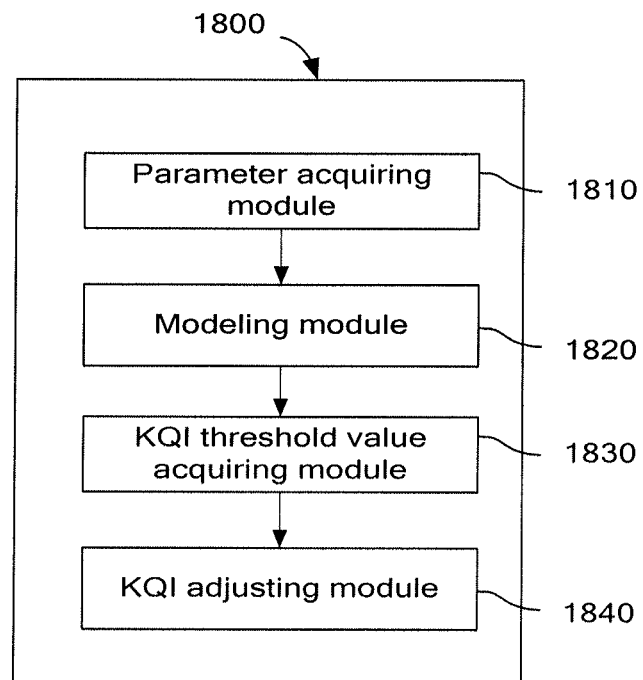 1800
Parameter acquiring
module
1810
Modeling module
1820
KQI threshold value
acquiring module
1830
KQI adjusting module
1840